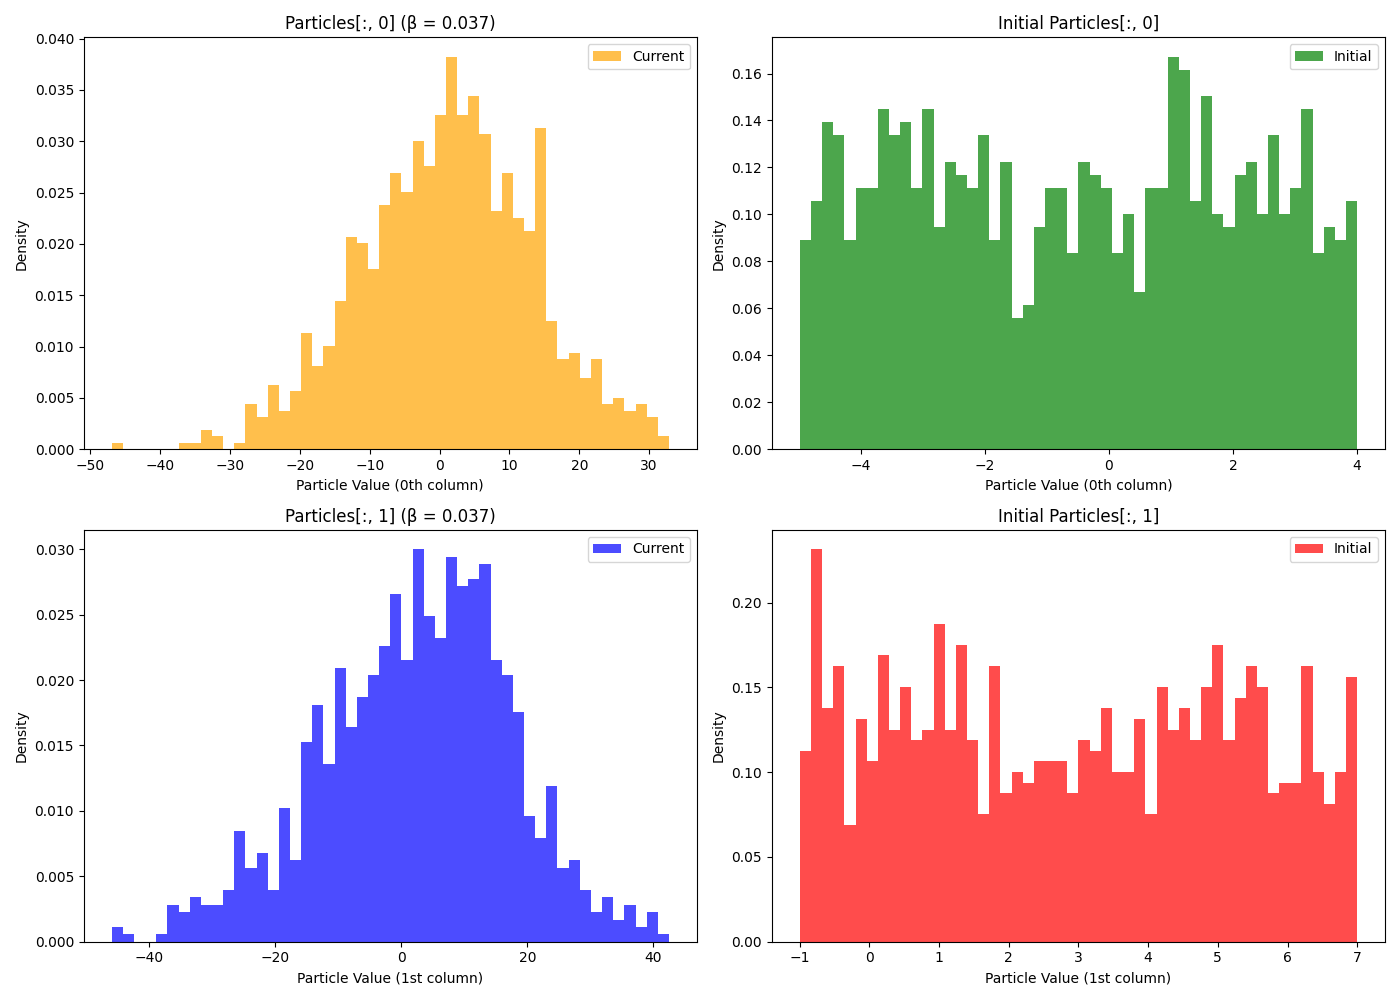 Particles[:, 0] (β = 0.037)
Current
Density
0.040
0.035
0.030
0.025
0.020
0.015
0.010
0.005
0.000
−50 −40 −30 −20 −10 0 10 20 30
Particle Value (0th column)
Initial Particles[:, 0]
Initial
Density
0.16
0.14
0.12
0.10
0.08
0.06
0.04
0.02
0.00
−4 −2 0 2 4
Particle Value (0th column)
Particles[:, 1] (β = 0.037)
Current
Density
0.030
0.025
0.020
0.015
0.010
0.005
0.000
−40 −20 0 20 40
Particle Value (1st column)
Initial Particles[:, 1]
Initial
Density
0.20
0.15
0.10
0.05
0.00
−1 0 1 2 3 4 5 6 7
Particle Value (1st column)